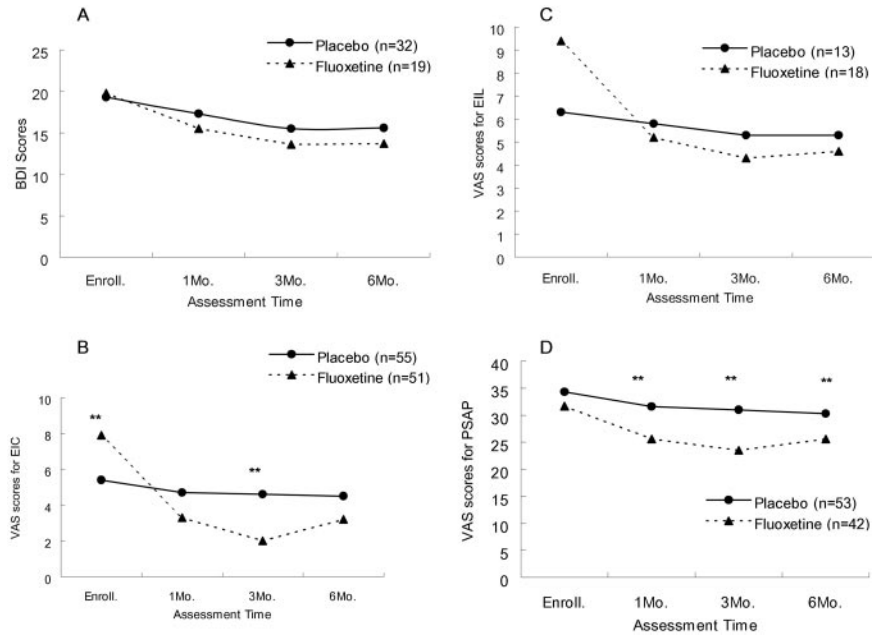 A
Placebo (n=32)
Fluoxetine (n=19)
BDI Scores
25
20
15
10
5
0
Enroll. 1Mo. 3Mo. 6Mo.
Assessment Time
C
Placebo (n=13)
Fluoxetine (n=18)
VAS scores for EIL
10
9
8
7
6
5
4
3
2
1
0
Enroll. 1Mo. 3Mo. 6Mo.
Assessment Time
B
Placebo (n=55)
Fluoxetine (n=51)
VAS scores for EIC
8
6
4
2
0
**
**
Enroll. 1Mo. 3Mo. 6Mo.
Assessment Time
D
** ** **
VAS scores for PSAP
40
35
30
25
20
15
10
5
0
Placebo (n=53)
Fluoxetine (n=42)
Enroll. 1Mo. 3Mo. 6Mo.
Assessment Time